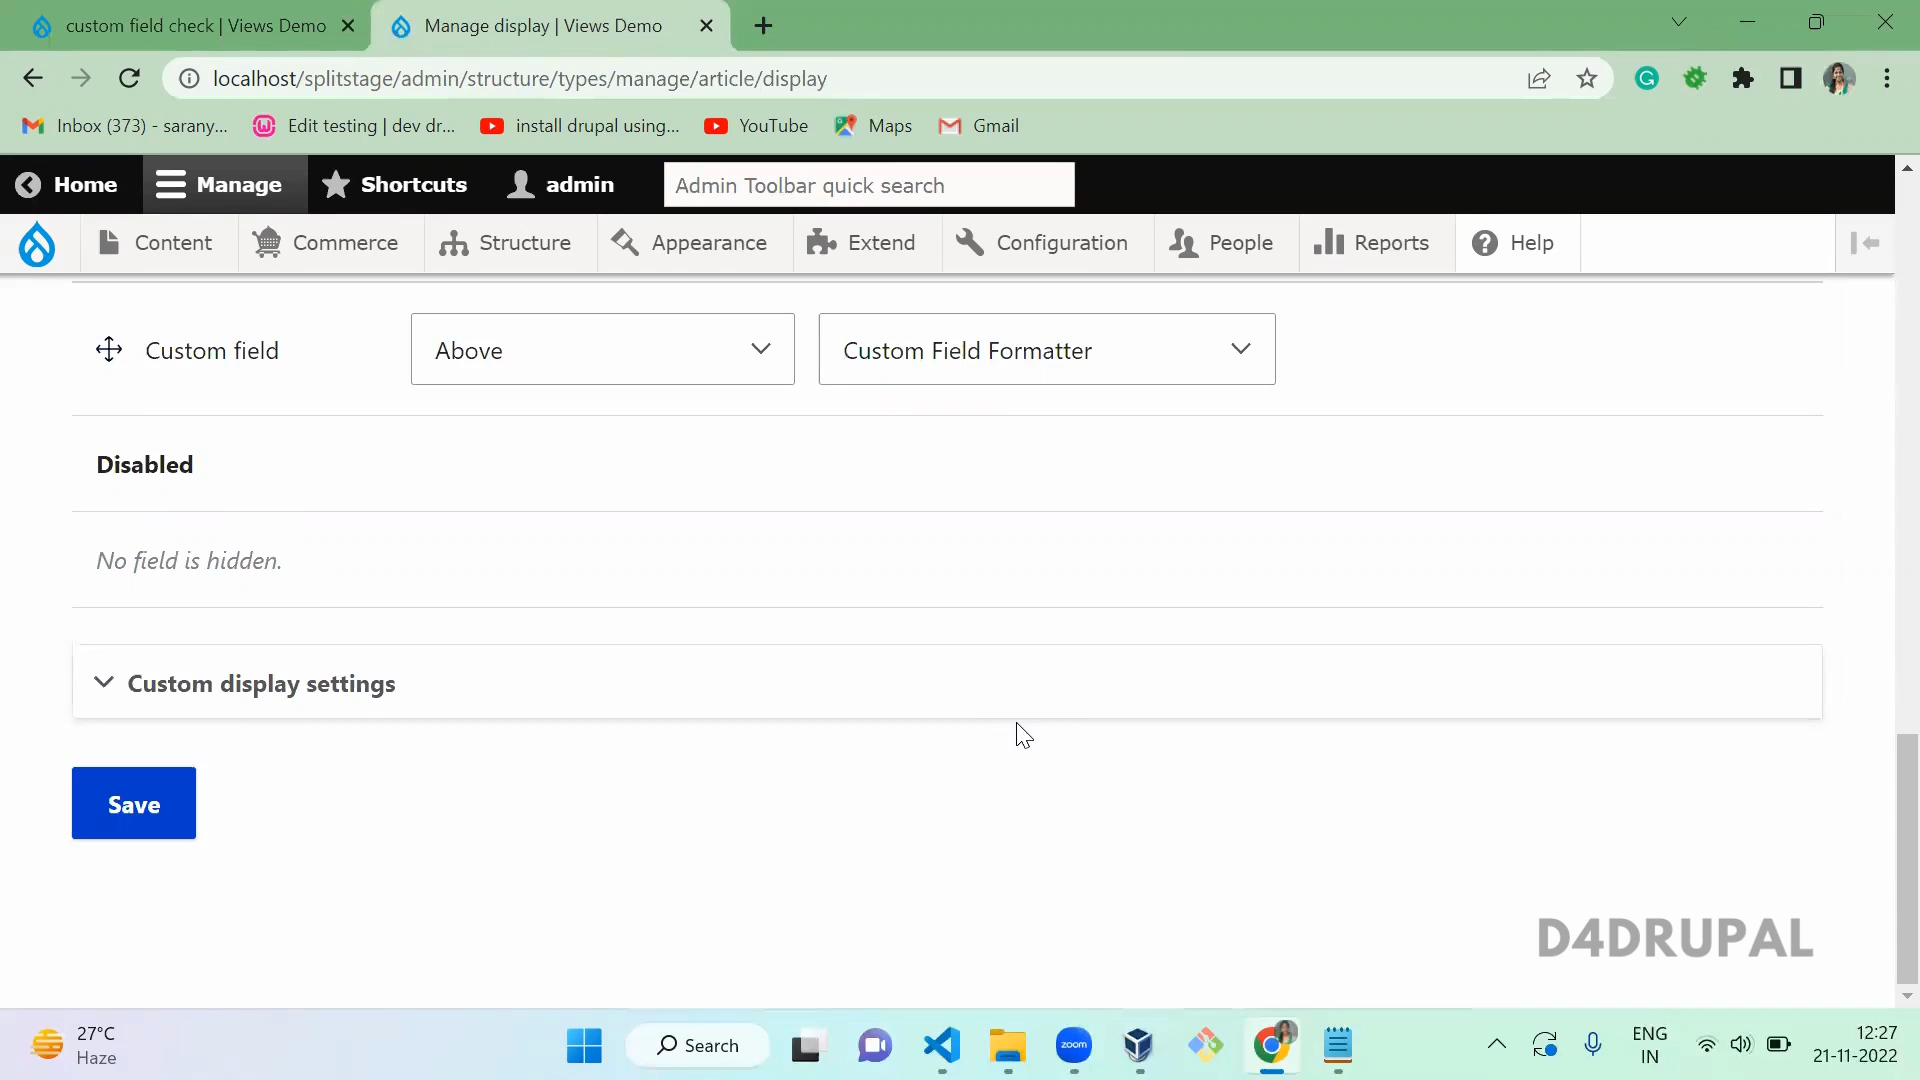 custom field check | Views Demo
Manage display | Views Demo
localhost/splitstage/admin/structure/types/manage/article/display
Inbox (373) - sarany...
Edit testing | dev dr...
install drupal using...
YouTube
Maps
Gmail
Home
Manage
Shortcuts
admin
Admin Toolbar quick search
Content
Commerce
Structure
Appearance
Extend
Configuration
People
Reports
Help
Custom field
Above
Custom Field Formatter
Disabled
No field is hidden.
Custom display settings
Save
D4DRUPAL
27°C
Haze
Search
zoom
ENG
IN
12:27
21-11-2022